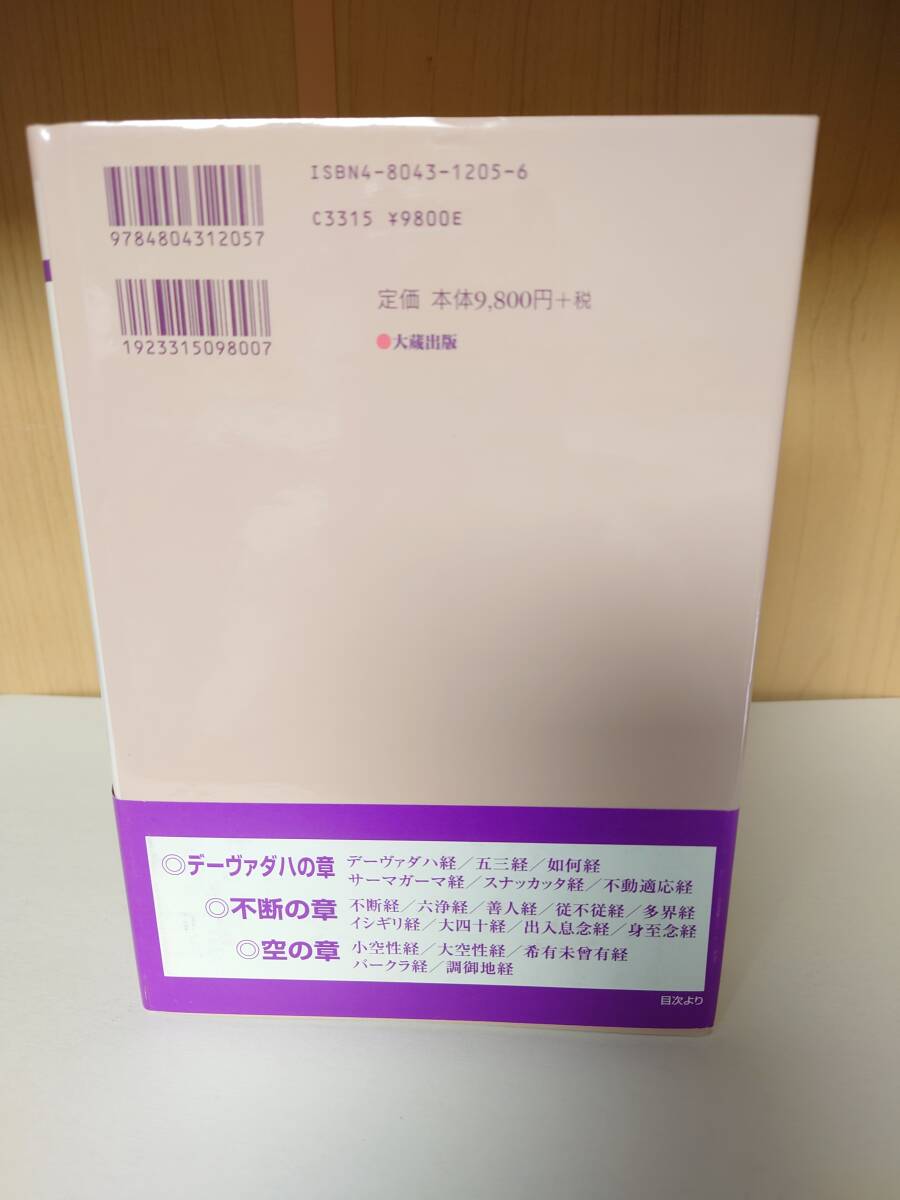 ISBN4-8043-1205-6
9784804312057
C3315 ¥9800E
1923315098007
定価 本体9,800円+税
●大蔵出版
◎デーヴァダハの章 デーヴァダハ経／五三経／如何経
サーマガーマ経／スナッカッタ経／不動適応経
◎不断の章 不断経／六浄経／善人経／従不従経／多界経
イシギリ経／大四十経／出入息念経／身至念経
◎空の章 小空性経／大空性経／希有未曾有経
バークラ経／調御地経
目次より